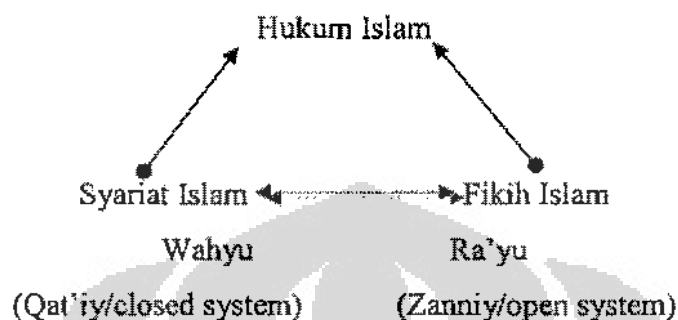 Hukum Islam
Syariat Islam Fikih Islam
Wahyu Ra'yu
(Qat'iy/closed system) (Zanniy/open system)